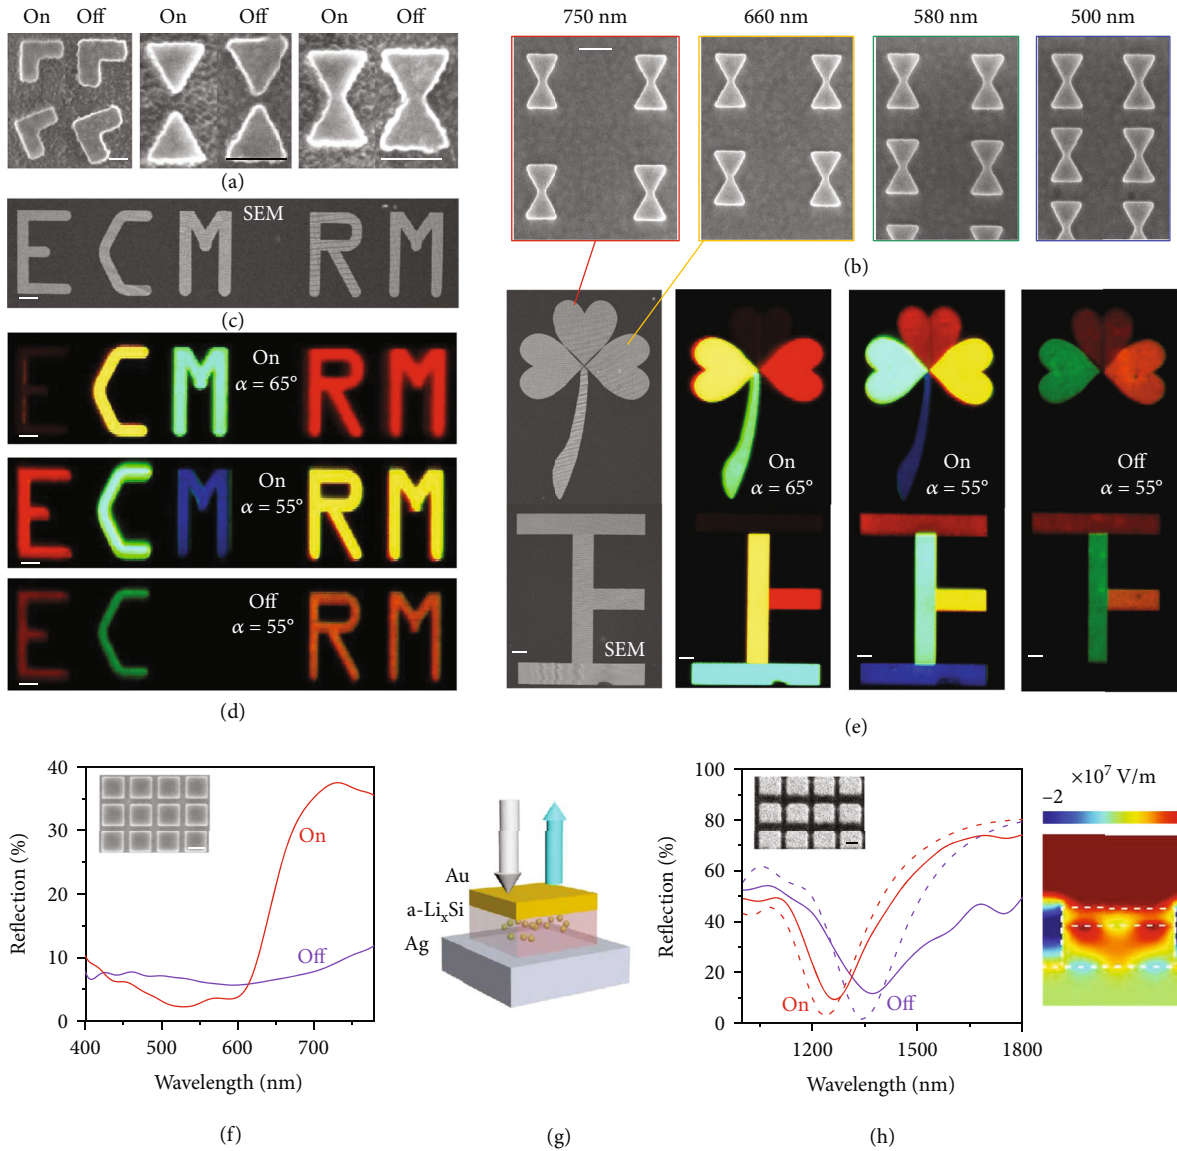 On Off On Off On Off
(a)
750 nm 660 nm 580 nm 500 nm
(b)
SEM
E C M R M
(c)
E C M R M
On
α = 65°
E C M R M
On
α = 55°
E C R M
Off
α = 55°
(d)
SEM
On
α = 65°
On
α = 55°
Off
α = 55°
(e)
40
30
20
10
0
400 500 600 700
Reflection (%)
Wavelength (nm)
On
Off
(f)
Au
a-LiₓSi
Ag
(g)
100
80
60
40
20
0
1200 1500 1800
Reflection (%)
Wavelength (nm)
On
Off
×10⁷ V/m
–2
(h)